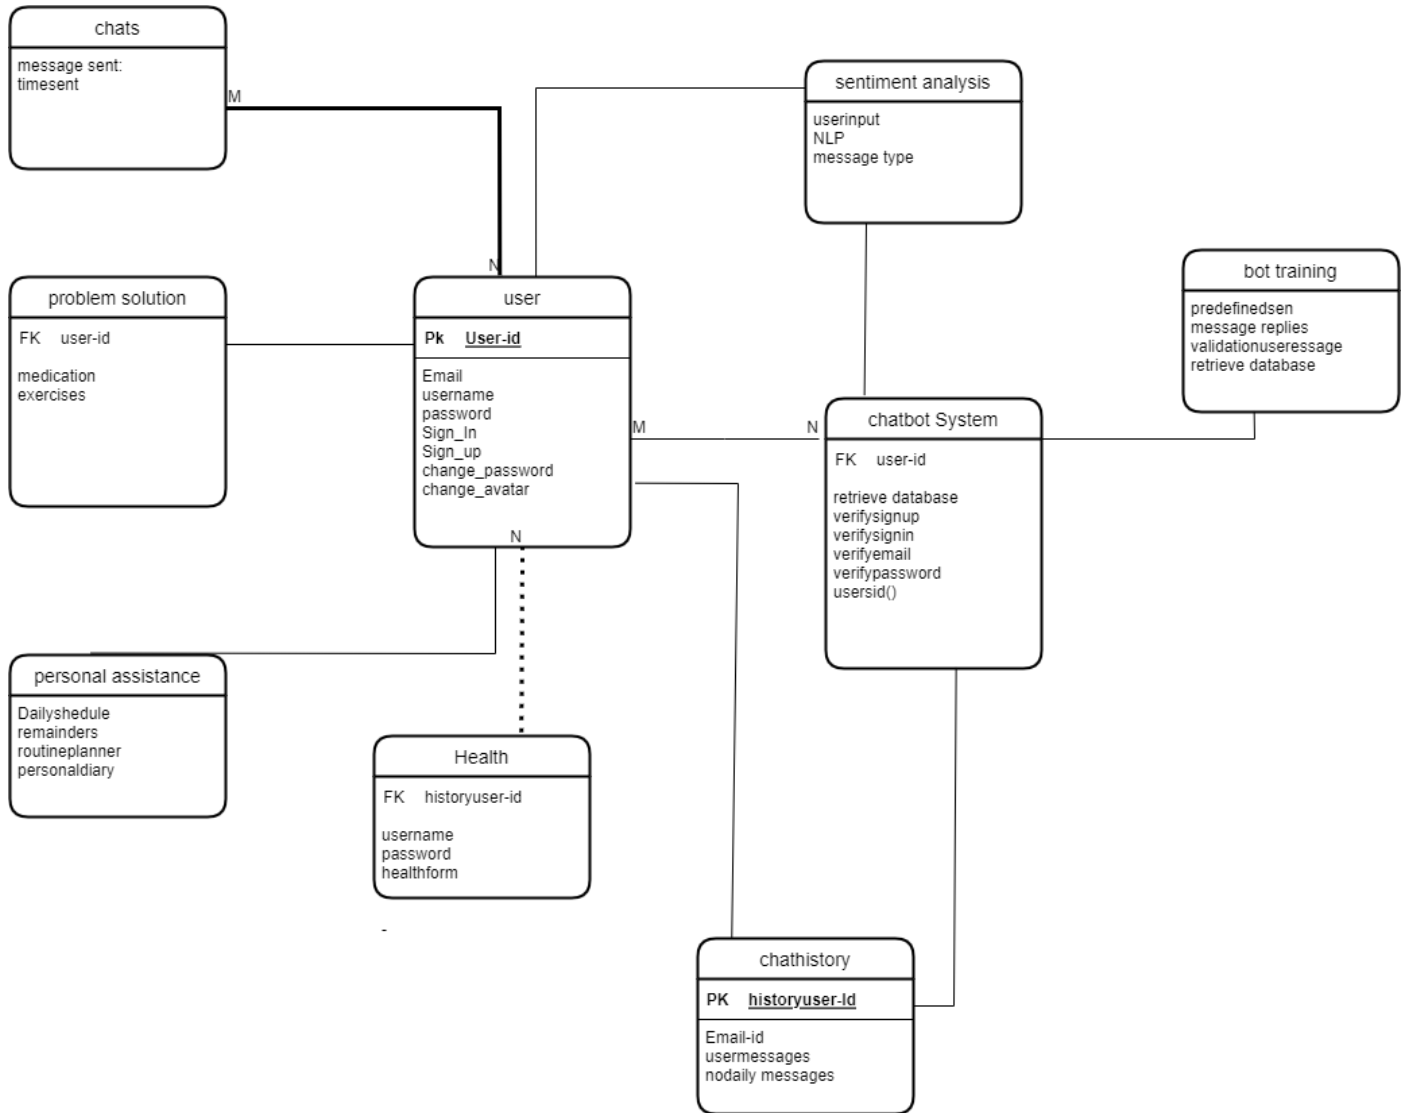 chats
message sent:
timesent
M
N
sentiment analysis
userinput
NLP
message type
bot training
predefinedsen
message replies
validationuseressage
retrieve database
problem solution
FK user-id
medication
exercises
user
Pk User-id
Email
username
password
Sign_In
Sign_up
change_password
change_avatar
M
N
N
chatbot System
FK user-id
retrieve database
verifysignup
verifysignin
verifyemail
verifypassword
usersid()
personal assistance
Dailyshedule
remainders
routineplanner
personaldiary
Health
FK historyuser-id
username
password
healthform
-
chathistory
PK historyuser-Id
Email-id
usermessages
nodaily messages